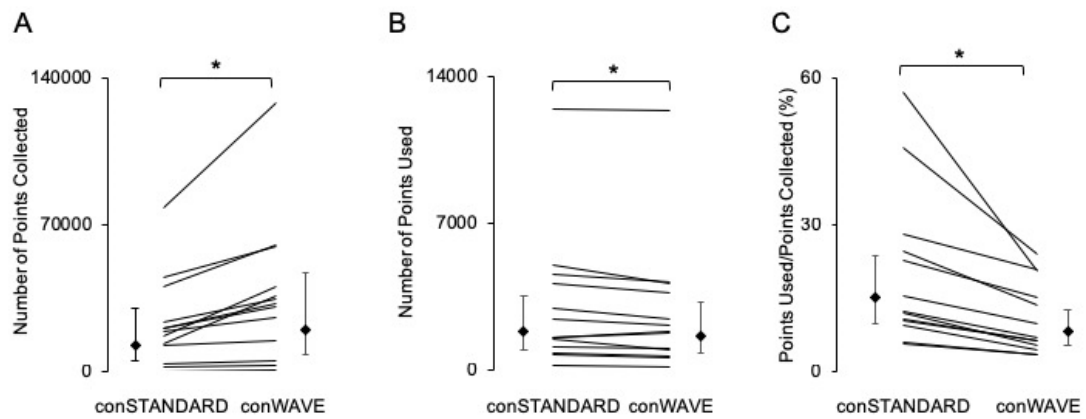 A
B
C
Number of Points Collected
140000
70000
0
*
conSTANDARD conWAVE
Number of Points Used
14000
7000
0
*
conSTANDARD conWAVE
Points Used/Points Collected (%)
60
30
0
*
conSTANDARD conWAVE